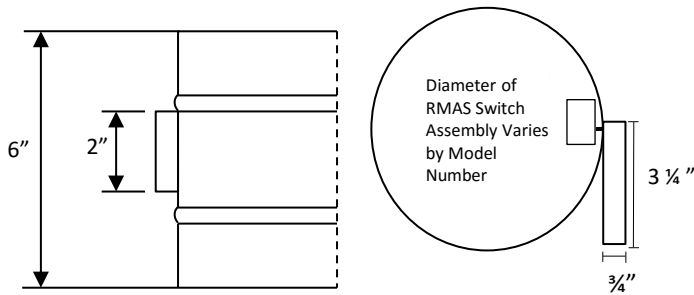 6”
2”
Diameter of
RMAS Switch
Assembly Varies
by Model
Number
3 ¼ ”
¾”